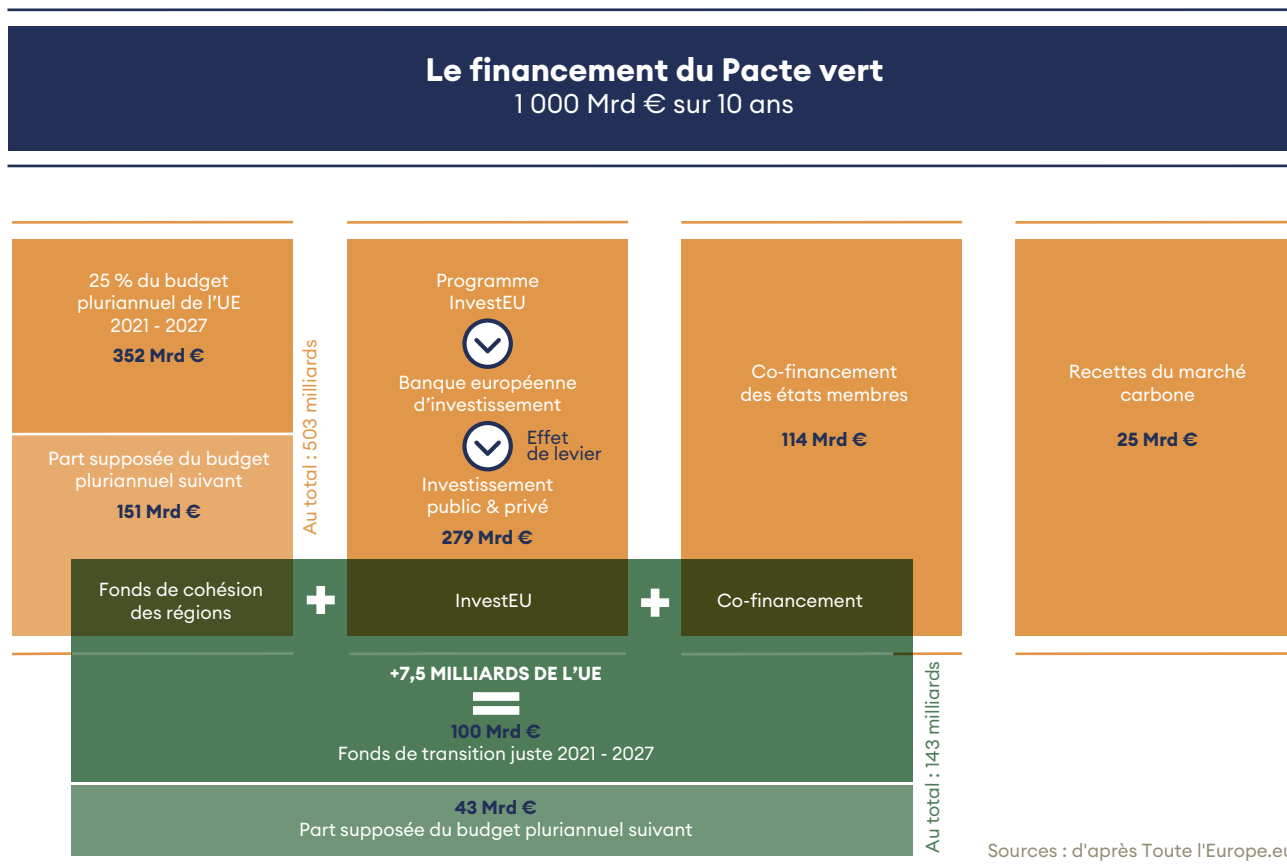 Le financement du Pacte vert
1 000 Mrd € sur 10 ans
25 % du budget
pluriannuel de l'UE
2021 - 2027
352 Mrd €
Part supposée du budget
pluriannuel suivant
151 Mrd €
Au total : 503 milliards
Programme
InvestEU
Banque européenne
d'investissement
Effet
de levier
Investissement
public & privé
279 Mrd €
Co-financement
des états membres
114 Mrd €
Recettes du marché
carbone
25 Mrd €
Fonds de cohésion
des régions
+
InvestEU
+
Co-financement
+7,5 MILLIARDS DE L'UE
=
100 Mrd €
Fonds de transition juste 2021 - 2027
43 Mrd €
Part supposée du budget pluriannuel suivant
Au total : 143 milliards
Sources : d'après Toute l'Europe.eu